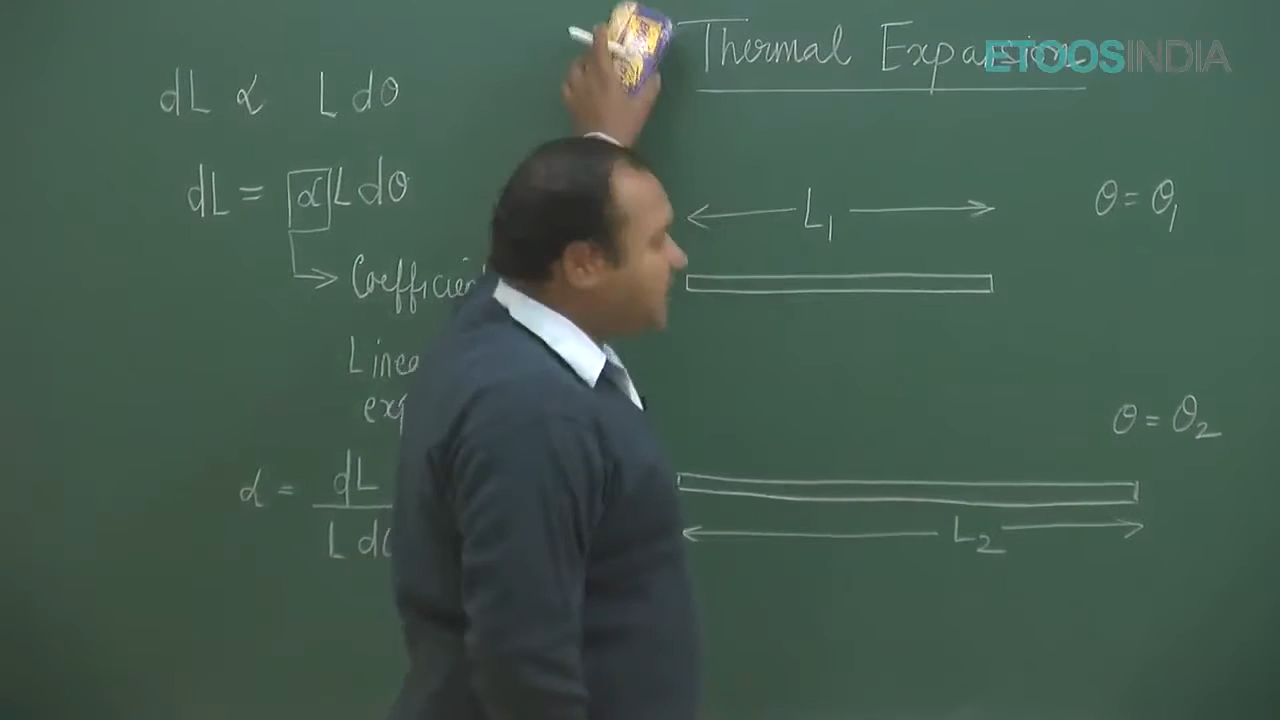 Thermal Expansion
ETOOSINDIA
dL ∝ L dθ
dL = α L dθ
L₁
θ = θ₁
θ = θ₂
α = dL
L
L₂